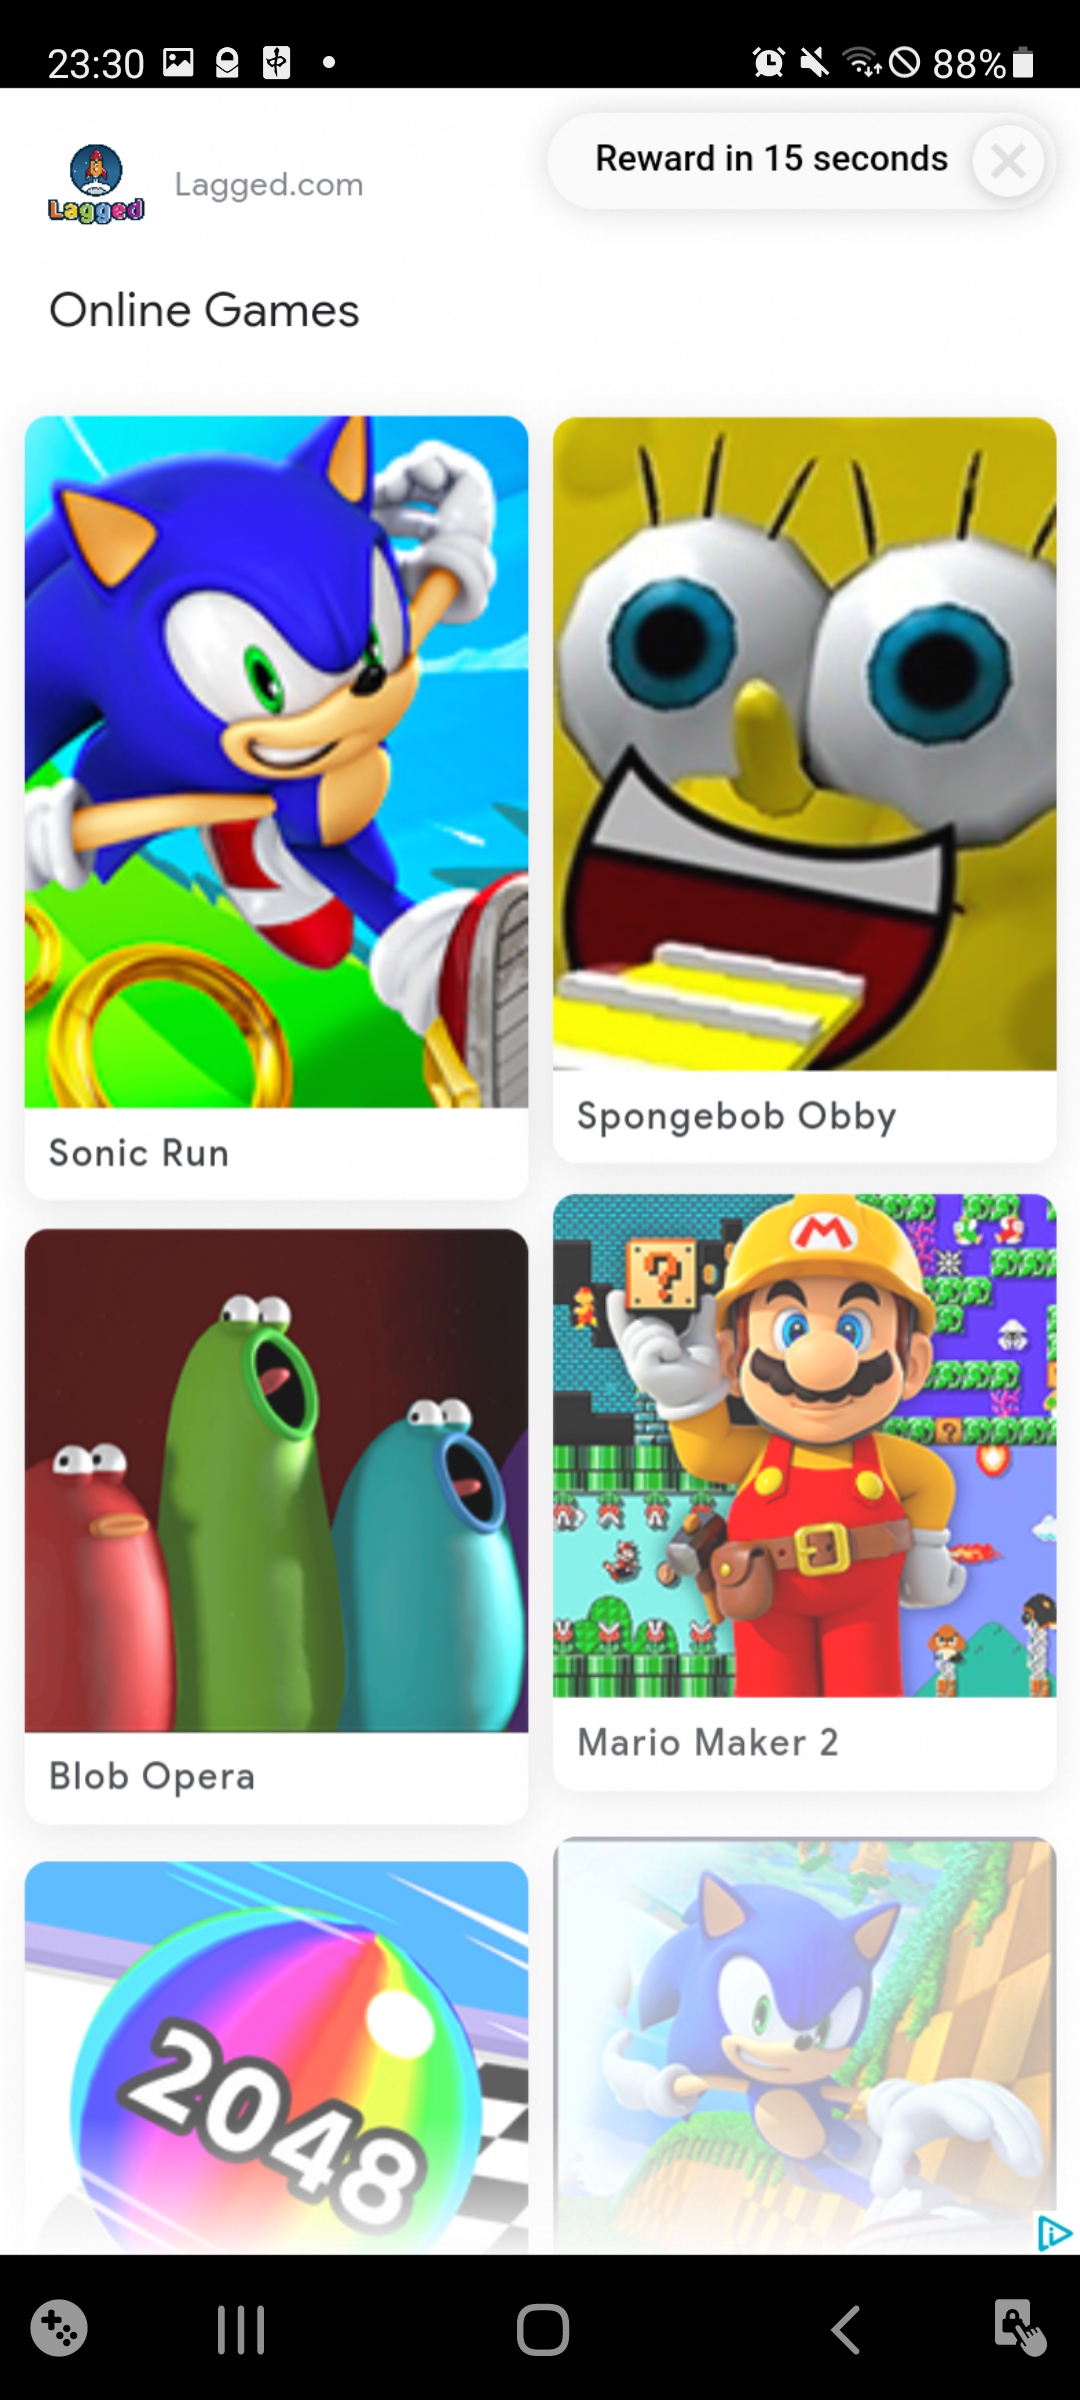 23:30
88%
Lagged
Lagged.com
Reward in 15 seconds
Online Games
Sonic Run
Spongebob Obby
M
?
Blob Opera
Mario Maker 2
2048